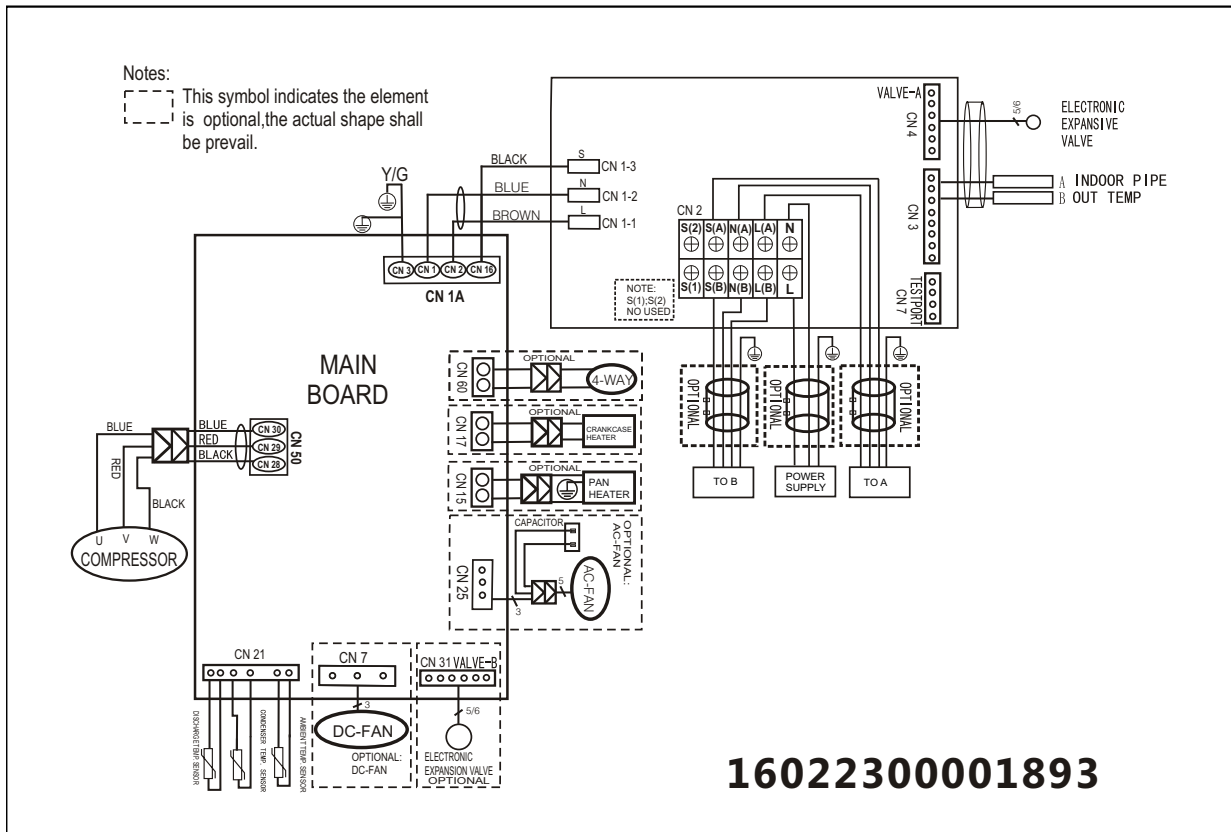 Notes:
This symbol indicates the element
is optional,the actual shape shall
be prevail.
Y/G
BLACK
BLUE
BROWN
S
N
L
CN 1-3
CN 1-2
CN 1-1
CN 3
CN 1
CN 2
CN 16
CN 1A
VALVE-A
CN 4
5/6
ELECTRONIC
EXPANSIVE
VALVE
CN 3
A INDOOR PIPE
B OUT TEMP
TESTPORT
CN 7
CN 2
S(2) S(A) N(A) L(A) N
S(1) S(B) N(B) L(B) L
NOTE:
S(1);S(2)
NO USED
OPTIONAL
OPTIONAL
OPTIONAL
TO B
POWER
SUPPLY
TO A
MAIN
BOARD
BLUE
RED
BLACK
CN 30
CN 29
CN 28
CN 50
BLUE
RED
BLACK
U V W
COMPRESSOR
CN 60
OPTIONAL
4-WAY
CN 17
OPTIONAL
CRANKCASE
HEATER
CN 15
OPTIONAL
PAN
HEATER
CAPACITOR
OPTIONAL:
AC-FAN
CN 25
3
5
AC-FAN
CN 21
DISCHARGE TEMP. SENSOR
CONDENSER TEMP. SENSOR
AMBIENT TEMP. SENSOR
CN 7
3
DC-FAN
OPTIONAL:
DC-FAN
CN 31 VALVE-B
5/6
ELECTRONIC
EXPANSION VALVE
OPTIONAL
16022300001893